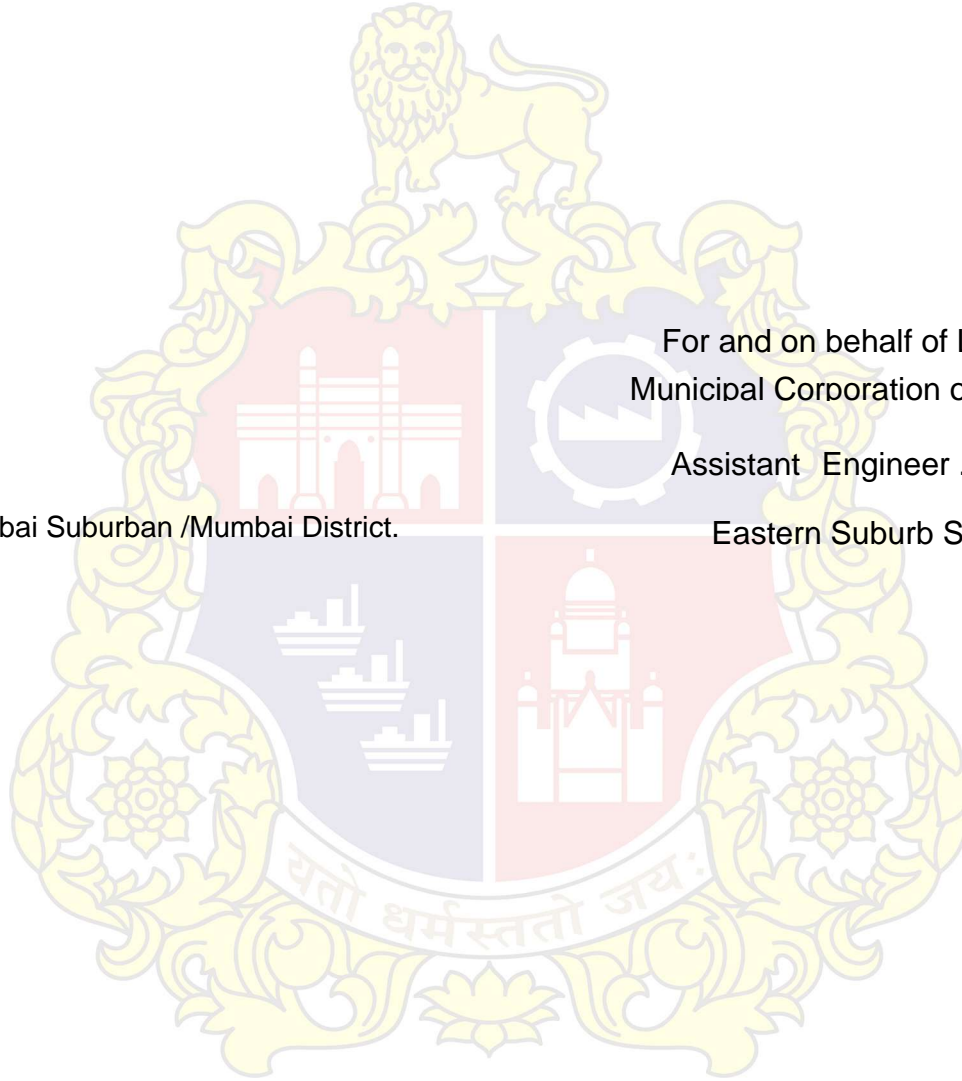 For and on behalf of
Municipal Corporation
Assistant Engineer
bai Suburban /Mumbai District.
Eastern Suburb S
यतो धर्मस्ततो जय: